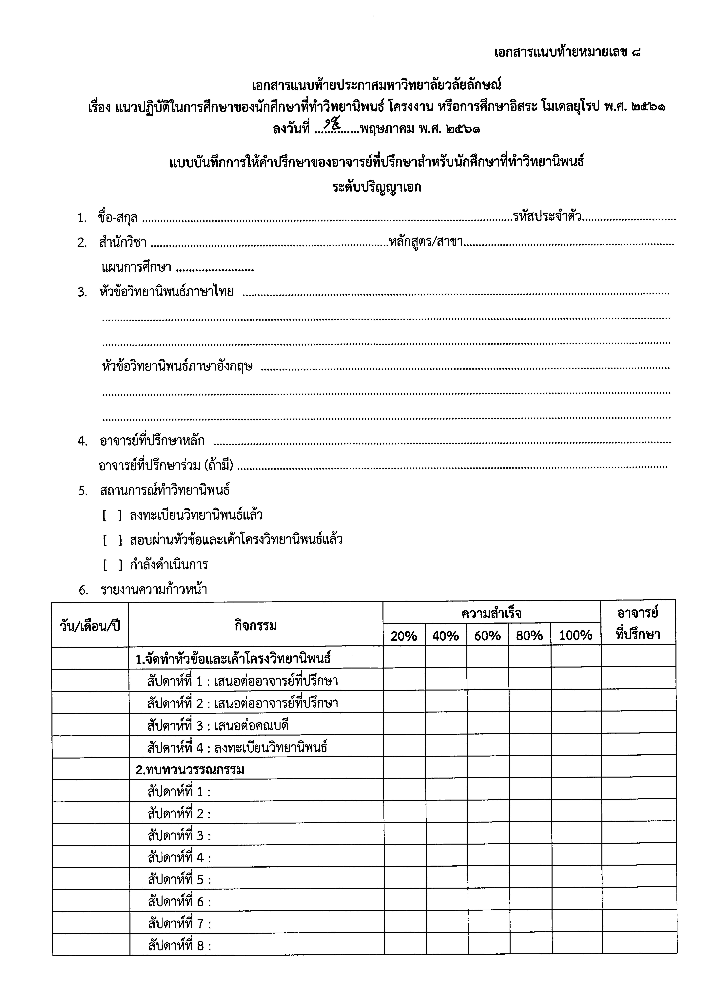 เอกสารแนบท้ายหมายเลข ๘
เอกสารแนบท้ายประกาศมหาวิทยาลัยวลัยลักษณ์
เรื่อง แนวปฏิบัติในการศึกษาของนักศึกษาที่ทำวิทยานิพนธ์ โครงงาน หรือการศึกษาอิสระ โมเดลยุโรป พ.ศ. ๒๕๖๑
ลงวันที่ ..............พฤษภาคม พ.ศ. ๒๕๖๑
แบบบันทึกการให้คำปรึกษาของอาจารย์ที่ปรึกษาสำหรับนักศึกษาที่ทำวิทยานิพนธ์
ระดับปริญญาเอก
1. ชื่อ-สกุล ..............................รหัสประจำตัว..............................
2. สำนักวิชา ..............................หลักสูตร/สาขา..............................
แผนการศึกษา ........................
3. หัวข้อวิทยานิพนธ์ภาษาไทย ..............................
หัวข้อวิทยานิพนธ์ภาษาอังกฤษ ..............................
4. อาจารย์ที่ปรึกษาหลัก ..............................
อาจารย์ที่ปรึกษาร่วม (ถ้ามี) ..............................
5. สถานการณ์ทำวิทยานิพนธ์
[ ] ลงทะเบียนวิทยานิพนธ์แล้ว
[ ] สอบผ่านหัวข้อและเค้าโครงวิทยานิพนธ์แล้ว
[ ] กำลังดำเนินการ
6. รายงานความก้าวหน้า
วัน/เดือน/ปี กิจกรรม ความสำเร็จ อาจารย์ที่ปรึกษา
20% 40% 60% 80% 100%
1.จัดทำหัวข้อและเค้าโครงวิทยานิพนธ์
สัปดาห์ที่ 1 : เสนอต่ออาจารย์ที่ปรึกษา
สัปดาห์ที่ 2 : เสนอต่ออาจารย์ที่ปรึกษา
สัปดาห์ที่ 3 : เสนอต่อคณบดี
สัปดาห์ที่ 4 : ลงทะเบียนวิทยานิพนธ์
2.ทบทวนวรรณกรรม
สัปดาห์ที่ 1 :
สัปดาห์ที่ 2 :
สัปดาห์ที่ 3 :
สัปดาห์ที่ 4 :
สัปดาห์ที่ 5 :
สัปดาห์ที่ 6 :
สัปดาห์ที่ 7 :
สัปดาห์ที่ 8 :